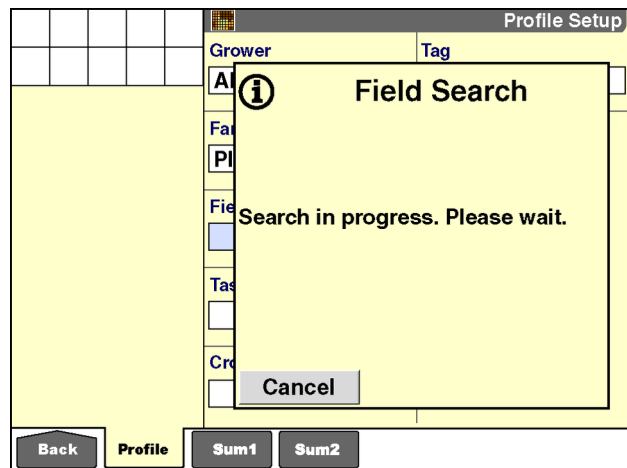 Profile Setup
Grower Tag
Field Search
Search in progress. Please wait.
Cancel
Back Profile Sum1 Sum2